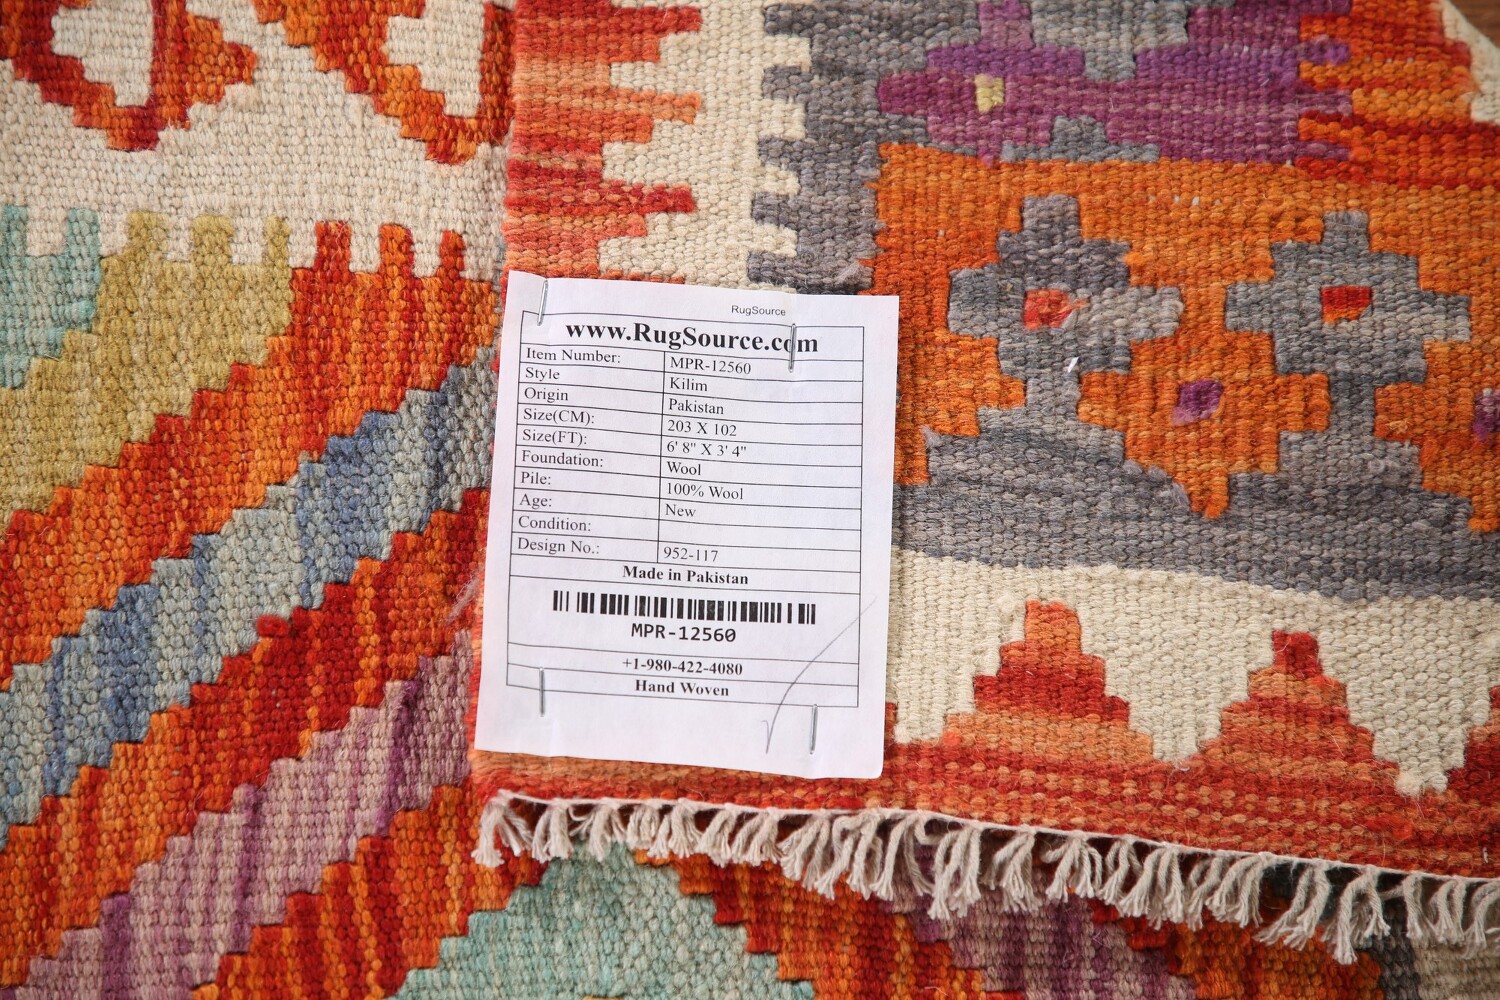 RugSource
www.RugSource.com
Item Number: MPR-12560
Style Kilim
Origin Pakistan
Size(CM): 203 X 102
Size(FT): 6' 8" X 3' 4"
Foundation: Wool
Pile: 100% Wool
Age: New
Condition:
Design No.: 952-117
Made in Pakistan
MPR-12560
+1-980-422-4080
Hand Woven